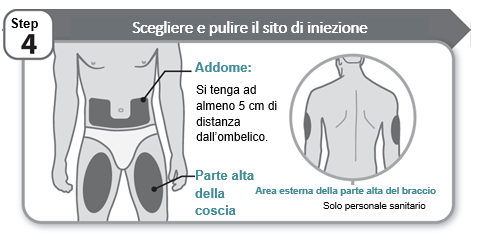 Step
4
Scegliere e pulire il sito di iniezione
Addome:
Si tenga ad
almeno 5 cm di
distanza
dall'ombelico.
Parte alta
della
coscia
Area esterna della parte alta del braccio
Solo personale sanitario